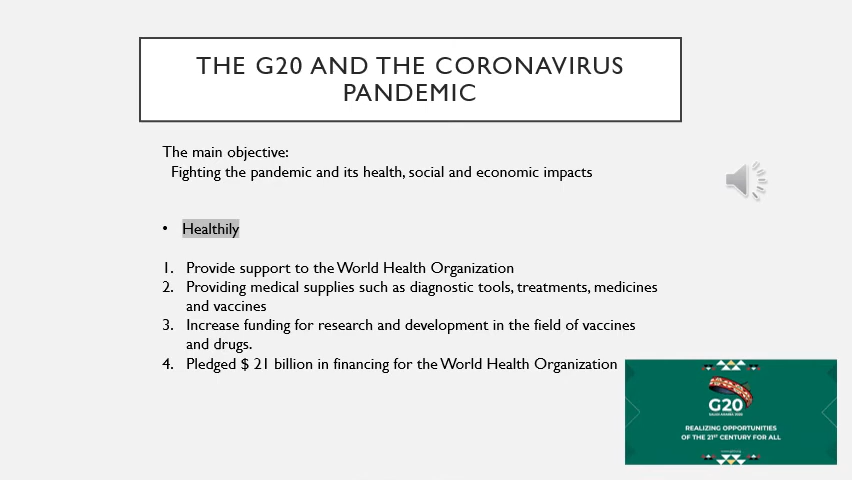 THE G20 AND THE CORONAVIRUS
PANDEMIC
The main objective:
Fighting the pandemic and its health, social and economic impacts
• Healthily
1. Provide support to the World Health Organization
2. Providing medical supplies such as diagnostic tools, treatments, medicines
and vaccines
3. Increase funding for research and development in the field of vaccines
and drugs.
4. Pledged $ 21 billion in financing for the World Health Organization
G20
REALIZING OPPORTUNITIES
OF THE 21ST CENTURY FOR ALL